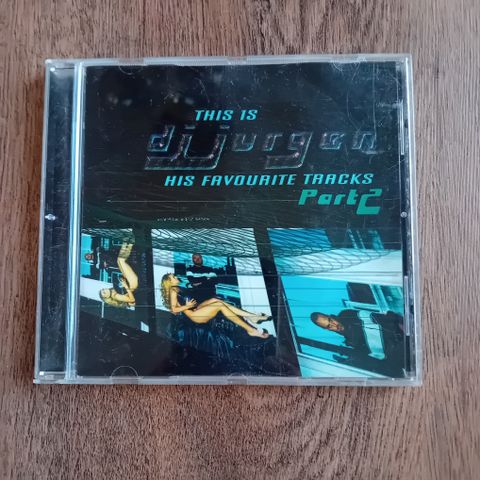 THIS IS
dj jurgen
HIS FAVOURITE TRACKS
Part 2